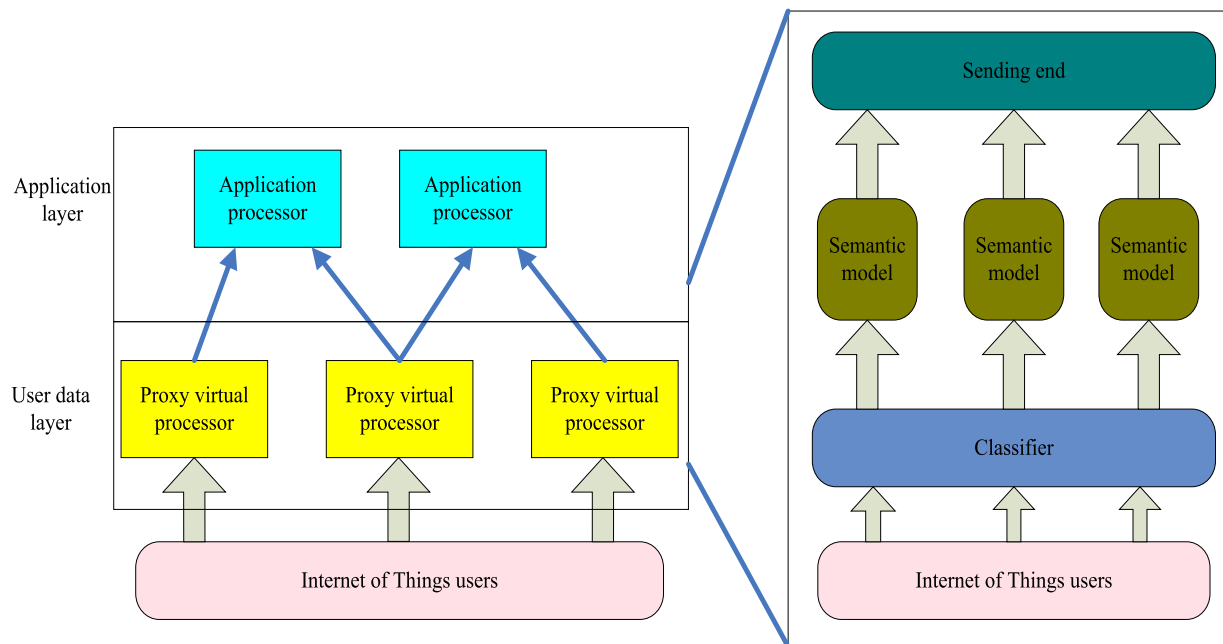 Application
layer
Application
processor
Application
processor
User data
layer
Proxy virtual
processor
Proxy virtual
processor
Proxy virtual
processor
Internet of Things users
Sending end
Semantic
model
Semantic
model
Semantic
model
Classifier
Internet of Things users